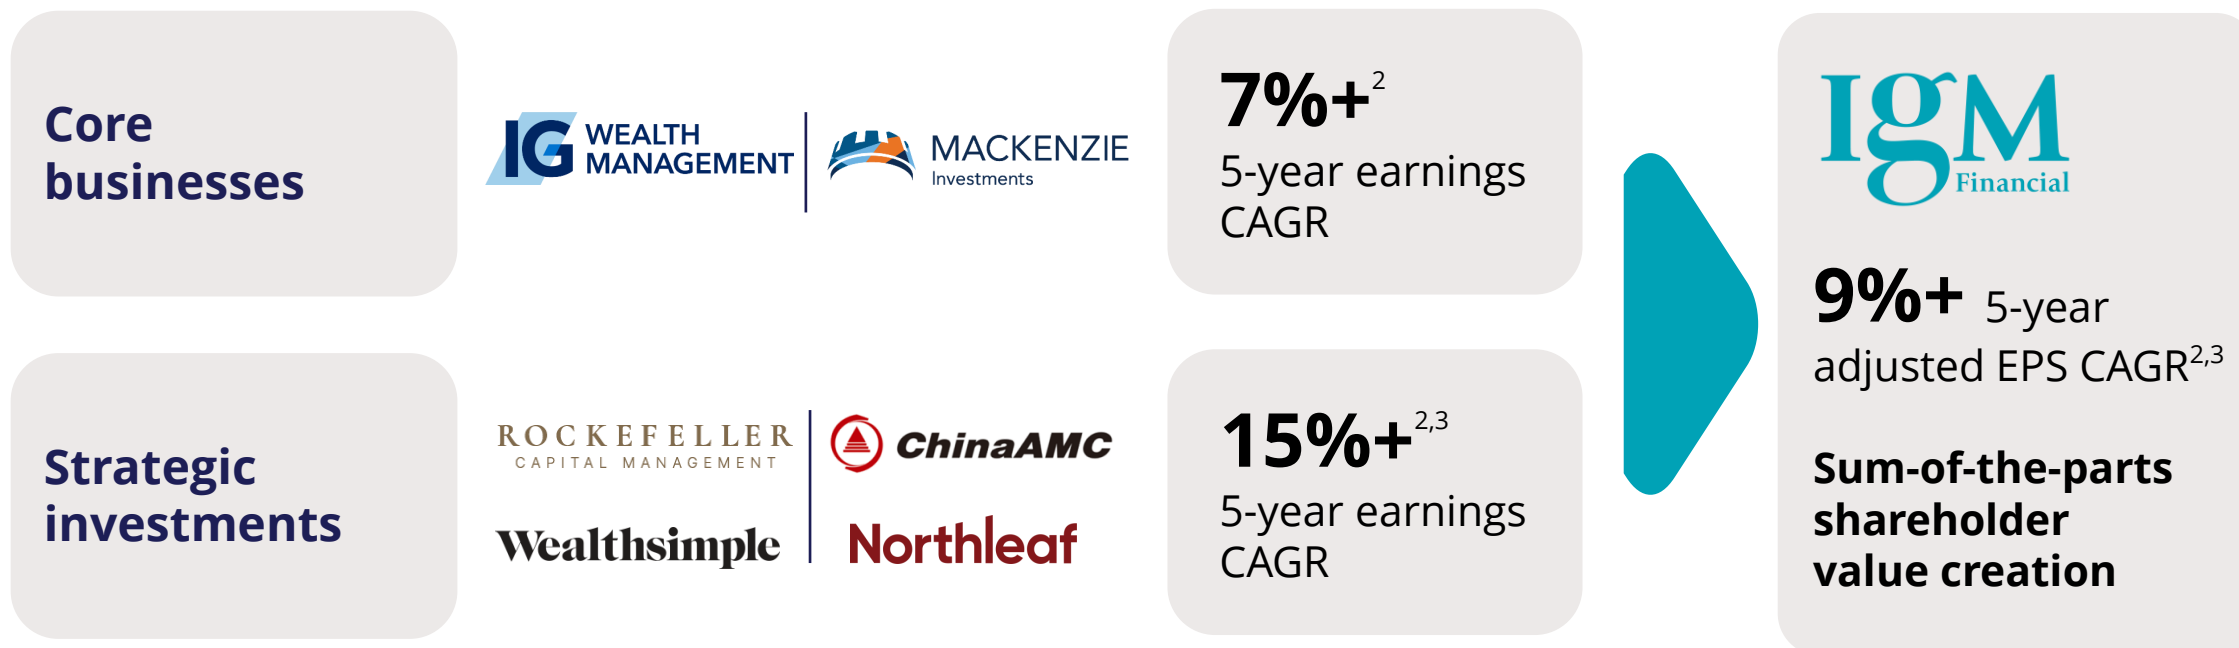 Core
businesses
IG WEALTH
MANAGEMENT
MACKENZIE
Investments
7%+2
5-year earnings
CAGR
Strategic
investments
ROCKEFELLER
CAPITAL MANAGEMENT
ChinaAMC
Wealthsimple
Northleaf
15%+2,3
5-year earnings
CAGR
IgM
Financial
9%+ 5-year
adjusted EPS CAGR2,3
Sum-of-the-parts
shareholder
value creation